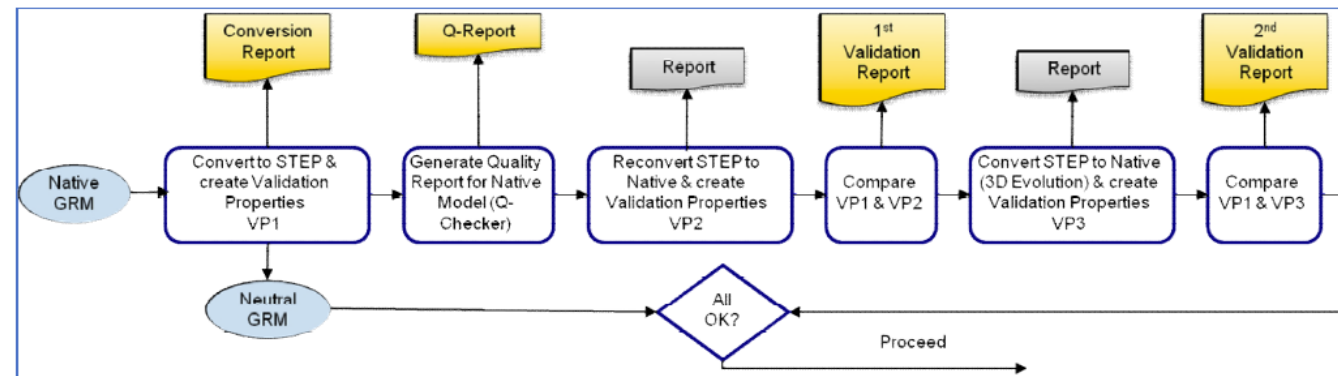 Conversion
Report
Q-Report
Report
1st
Validation
Report
Report
2nd
Validation
Report
Native
GRM
Convert to STEP &
create Validation
Properties
VP1
Generate Quality
Report for Native
Model (Q-
Checker)
Reconvert STEP to
Native & create
Validation Properties
VP2
Compare
VP1 & VP2
Convert STEP to Native
(3D Evolution) & create
Validation Properties
VP3
Compare
VP1 & VP3
Neutral
GRM
All
OK?
Proceed